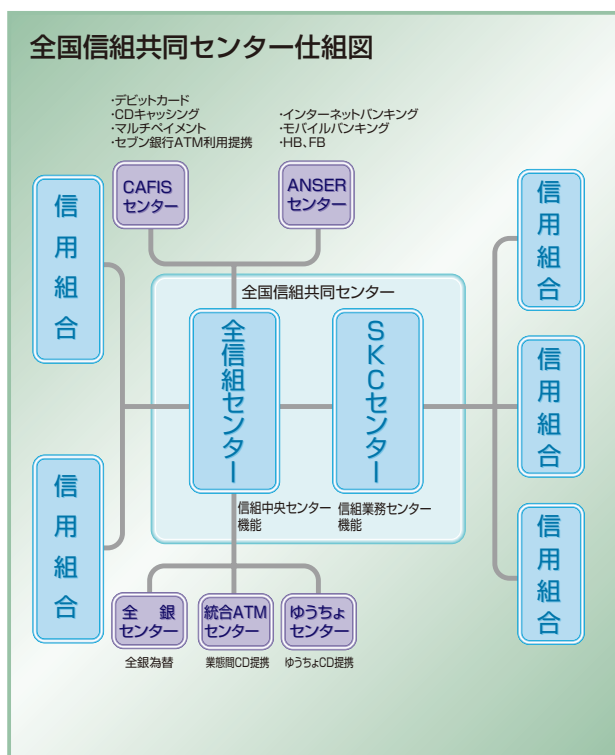 全国信組共同センター仕組図
・デビットカード
・CDキャッシング
・マルチペイメント
・セブン銀行ATM利用提携
・インターネットバンキング
・モバイルバンキング
・HB、FB
CAFIS
センター
ANSER
センター
信用組合
信用組合
全国信組共同センター
全信組センター
SKCセンター
信組中央センター
機能
信組業務センター
機能
信用組合
信用組合
信用組合
全 銀
センター
統合ATM
センター
ゆうちょ
センター
全銀為替
業態間CD提携
ゆうちょCD提携